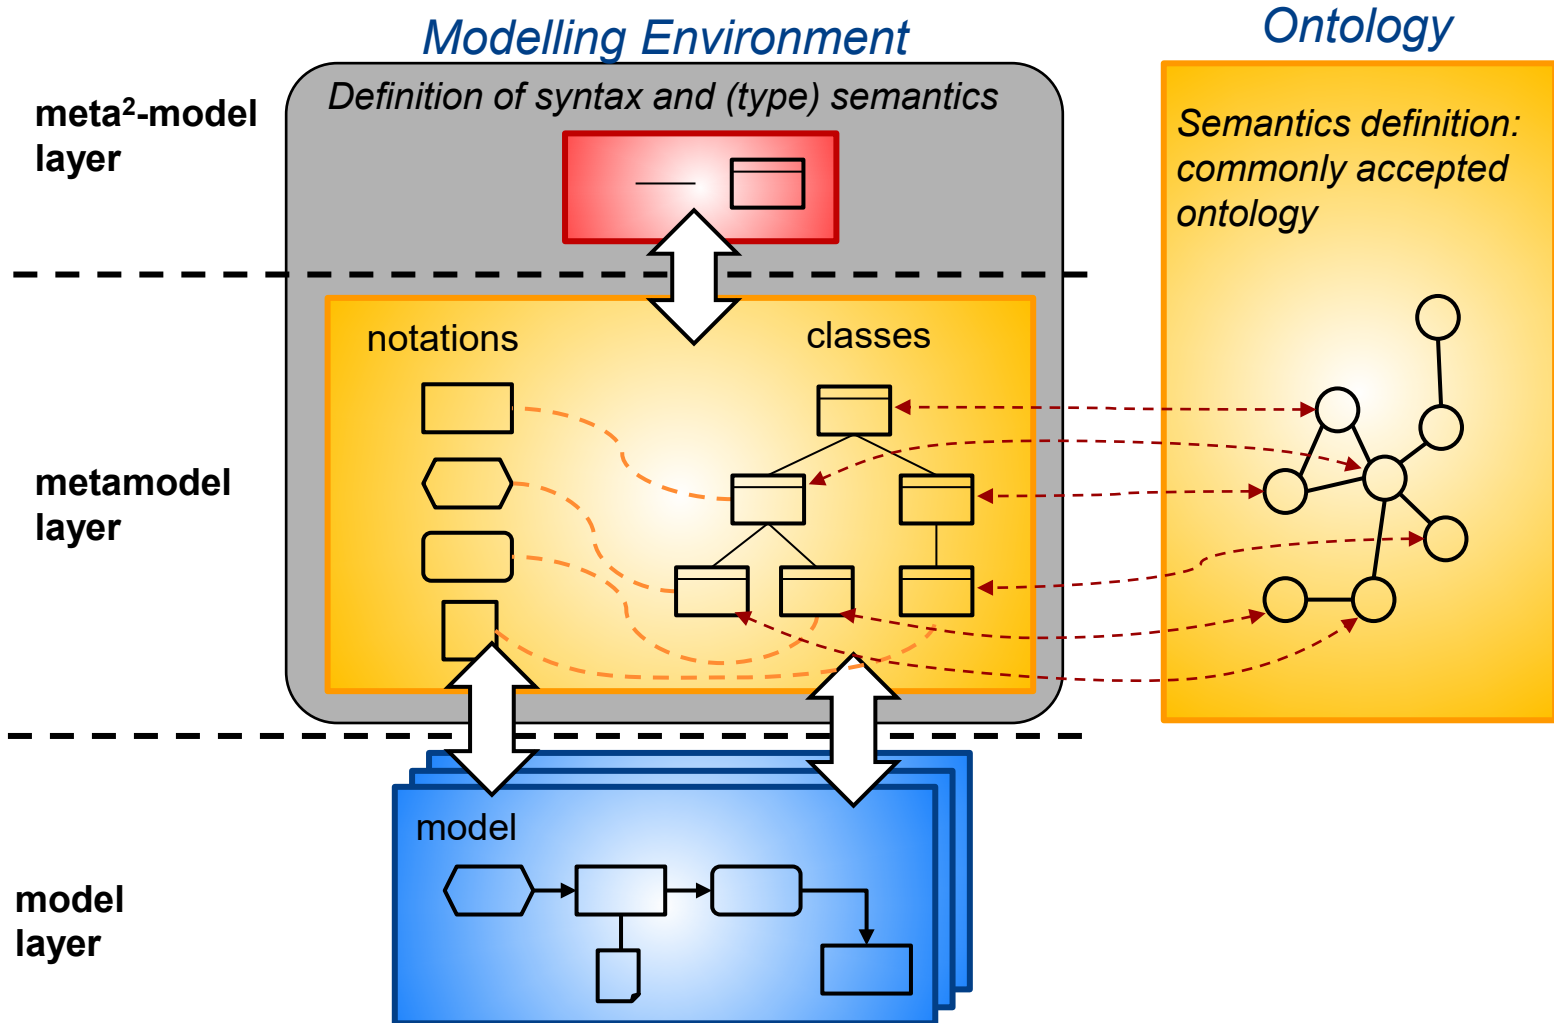 Modelling Environment
Ontology
meta²-model
layer
Definition of syntax and (type) semantics
Semantics definition:
commonly accepted
ontology
notations
classes
metamodel
layer
model
model
layer